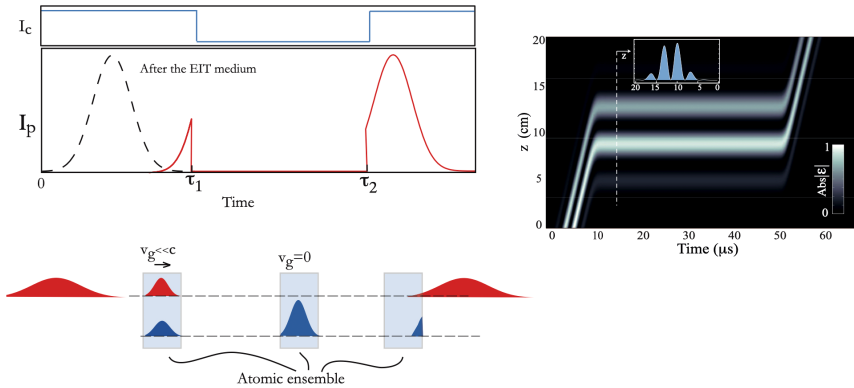 I_c
After the EIT medium
I_p
0
τ_1
τ_2
Time
v_g<<c
v_g=0
Atomic ensemble
20
15
10
5
0
z (cm)
z
20 15 10 5 0
1
0
Abs|ε|
0 10 20 30 40 50 60
Time (μs)